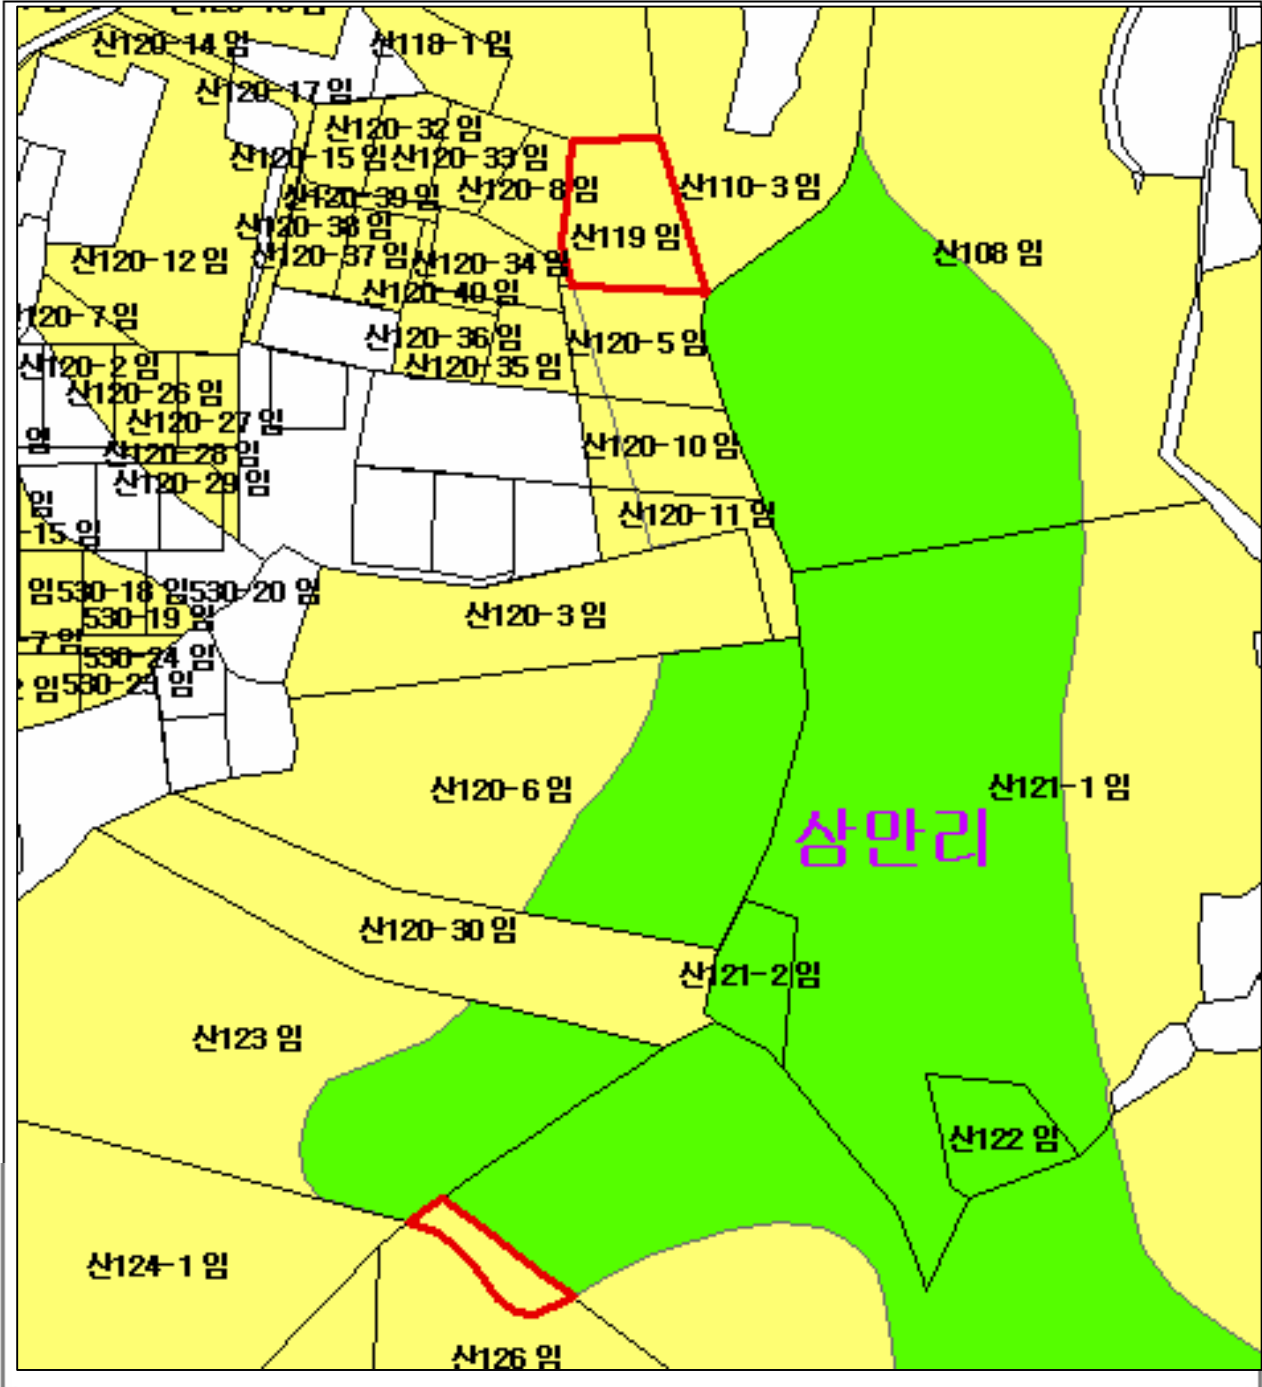 산120-14 임
산118-1 임
산120-17 임
산120-32 임
산120-15 임
산120-33 임
산120-39 임
산120-8 임
산110-3 임
산120-38 임
산119 임
산120-12 임
산120-37 임
산120-34 임
산108 임
산120-40 임
120-7 임
산120-36 임
산120-5 임
산120-2 임
산120-35 임
산120-26 임
산120-27 임
산120-10 임
산120-28 임
산120-29 임
임
산120-11 임
-15 임
임
530-18 임
530-20 임
530-19 임
산120-3 임
-7 임
530-24 임
임
530-23 임
산120-6 임
산121-1 임
삼만리
산120-30 임
산121-2 임
산123 임
산122 임
산124-1 임
산126 임